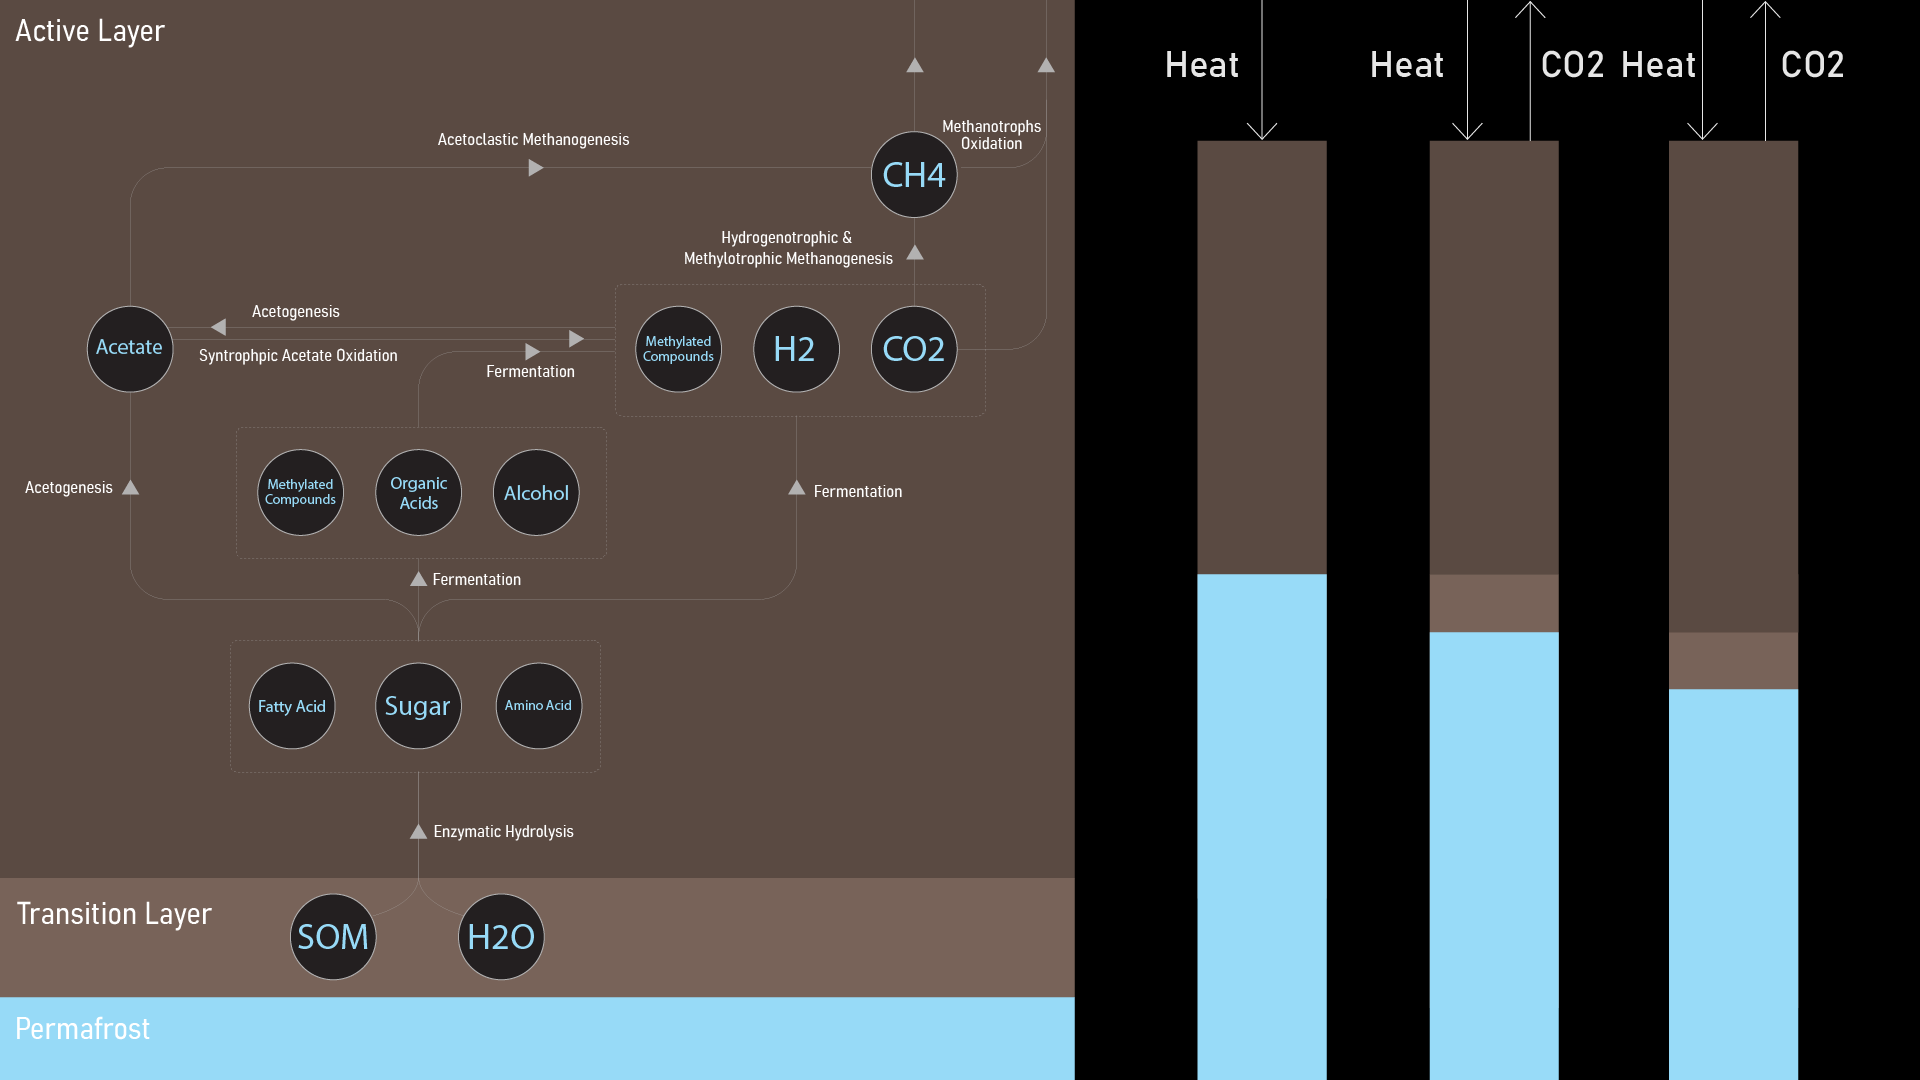 Active Layer
Heat
Heat
CO2
Heat
CO2
Acetoclastic Methanogenesis
Methanotrophs
Oxidation
CH4
Hydrogenotrophic &
Methylotrophic Methanogenesis
Acetogenesis
Acetate
Syntrophpic Acetate Oxidation
Fermentation
Methylated
Compounds
H2
CO2
Acetogenesis
Methylated
Compounds
Organic
Acids
Alcohol
Fermentation
Fermentation
Fatty Acid
Sugar
Amino Acid
Enzymatic Hydrolysis
Transition Layer
SOM
H2O
Permafrost